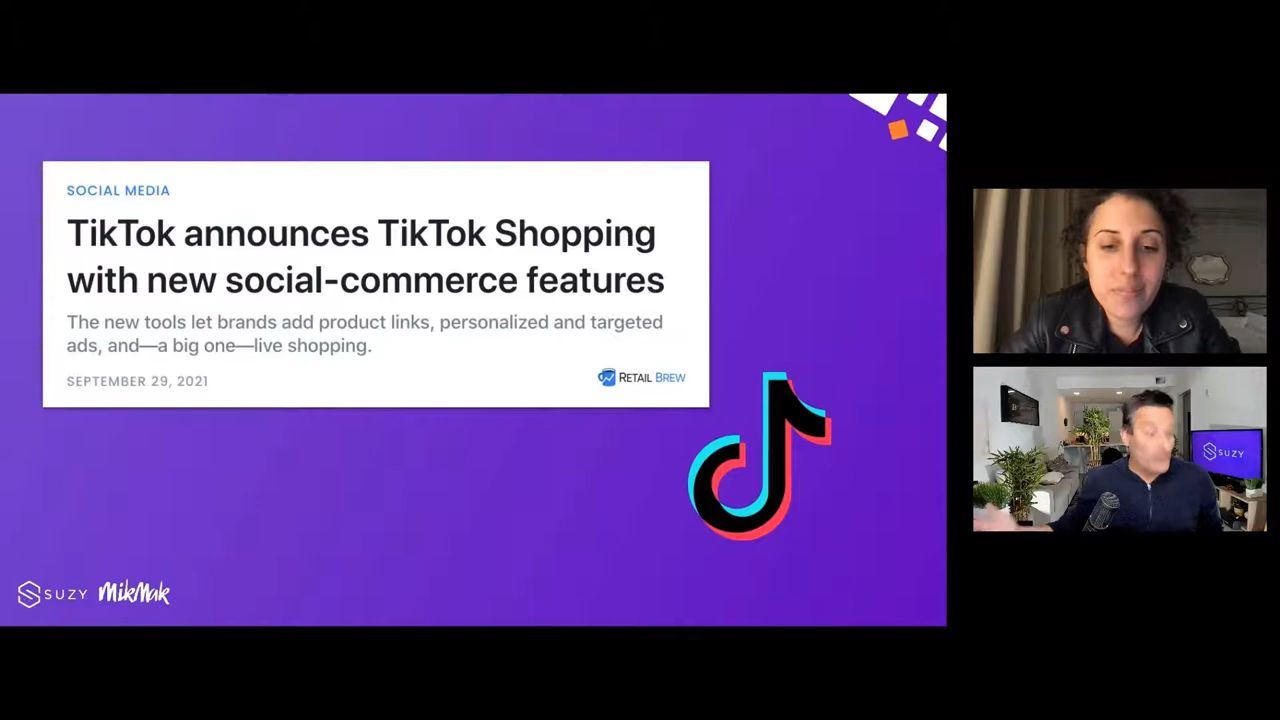 SOCIAL MEDIA
TikTok announces TikTok Shopping
with new social-commerce features
The new tools let brands add product links, personalized and targeted
ads, and—a big one—live shopping.
SEPTEMBER 29, 2021
RETAIL BREW
SUZY MikMak
SUZY